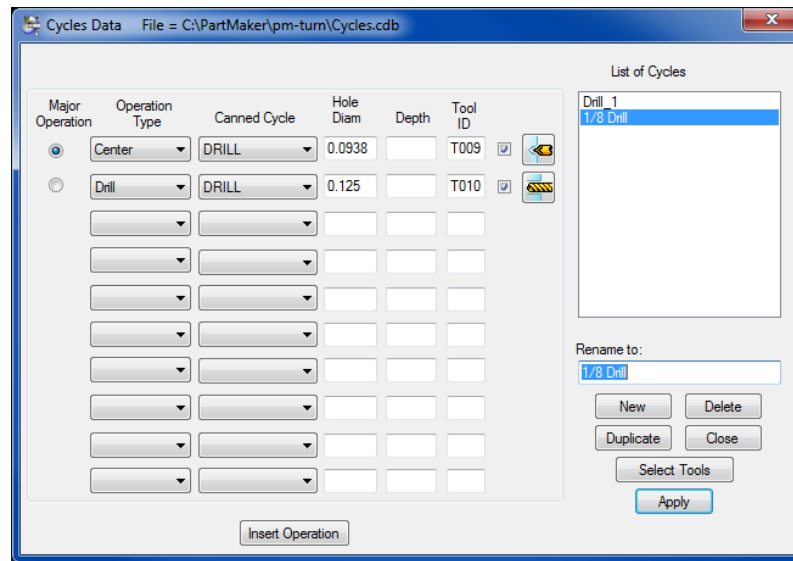 Cycles Data File = C:\PartMaker\pm-turn\Cycles.cdb
X
List of Cycles
Major Operation
Operation Type
Canned Cycle
Hole Diam
Depth
Tool ID
Center DRILL 0.0938 T009
Drill DRILL 0.125 T010
Drill_1
1/8 Drill
Rename to:
1/8 Drill
New Delete
Duplicate Close
Select Tools
Apply
Insert Operation